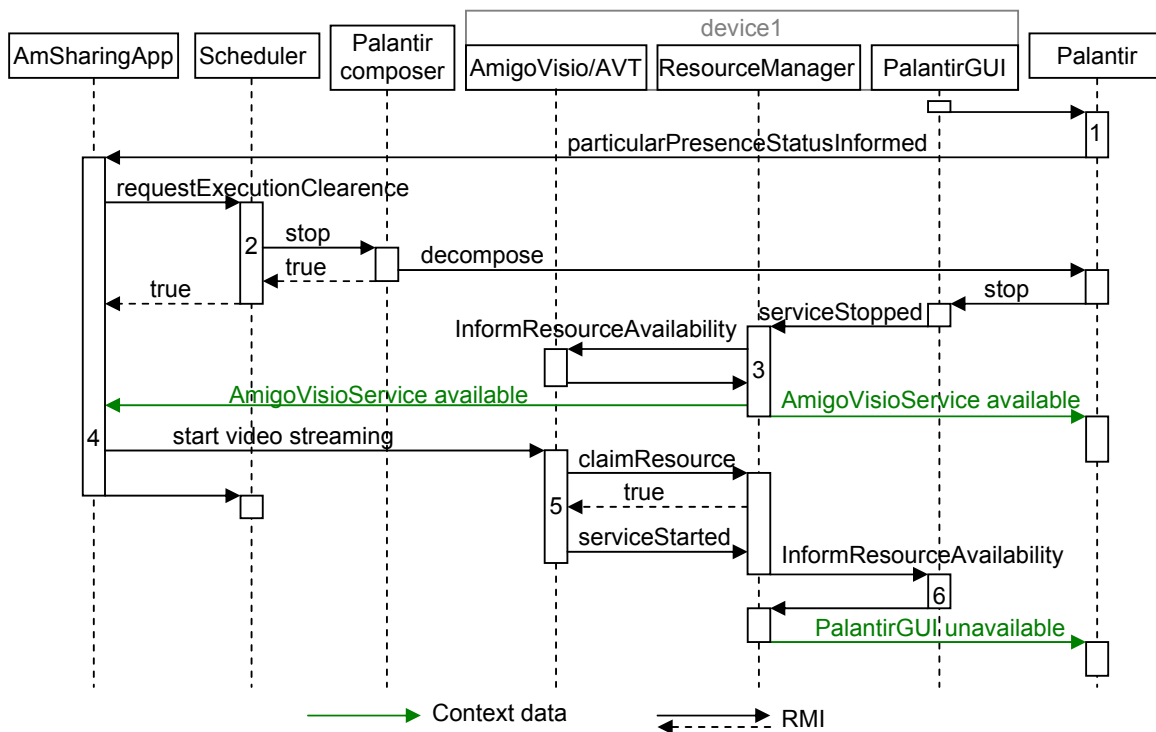 device1
AmSharingApp
Scheduler
Palantir
composer
AmigoVisio/AVT
ResourceManager
PalantirGUI
Palantir
1
particularPresenceStatusInformed
requestExecutionClearence
2
stop
decompose
true
true
stop
serviceStopped
InformResourceAvailability
3
AmigoVisioService available
AmigoVisioService available
4
start video streaming
claimResource
5
true
serviceStarted
InformResourceAvailability
6
PalantirGUI unavailable
Context data
RMI